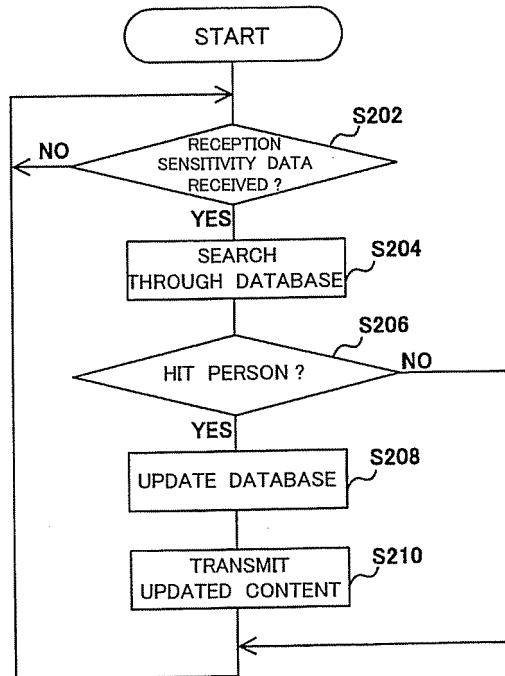 START
S202
NO
RECEPTION
SENSITIVITY DATA
RECEIVED ?
YES
S204
SEARCH
THROUGH DATABASE
S206
NO
HIT PERSON ?
YES
S208
UPDATE DATABASE
S210
TRANSMIT
UPDATED CONTENT